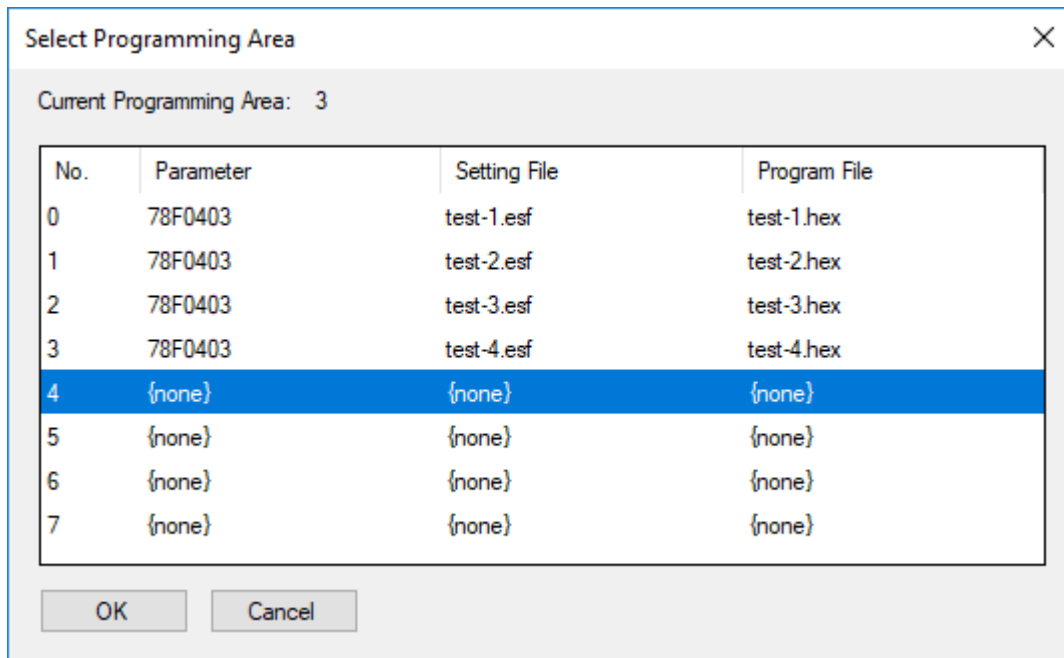 Select Programming Area
Current Programming Area: 3
No. Parameter Setting File Program File
0 78F0403 test-1.esf test-1.hex
1 78F0403 test-2.esf test-2.hex
2 78F0403 test-3.esf test-3.hex
3 78F0403 test-4.esf test-4.hex
4 {none} {none} {none}
5 {none} {none} {none}
6 {none} {none} {none}
7 {none} {none} {none}
OK Cancel